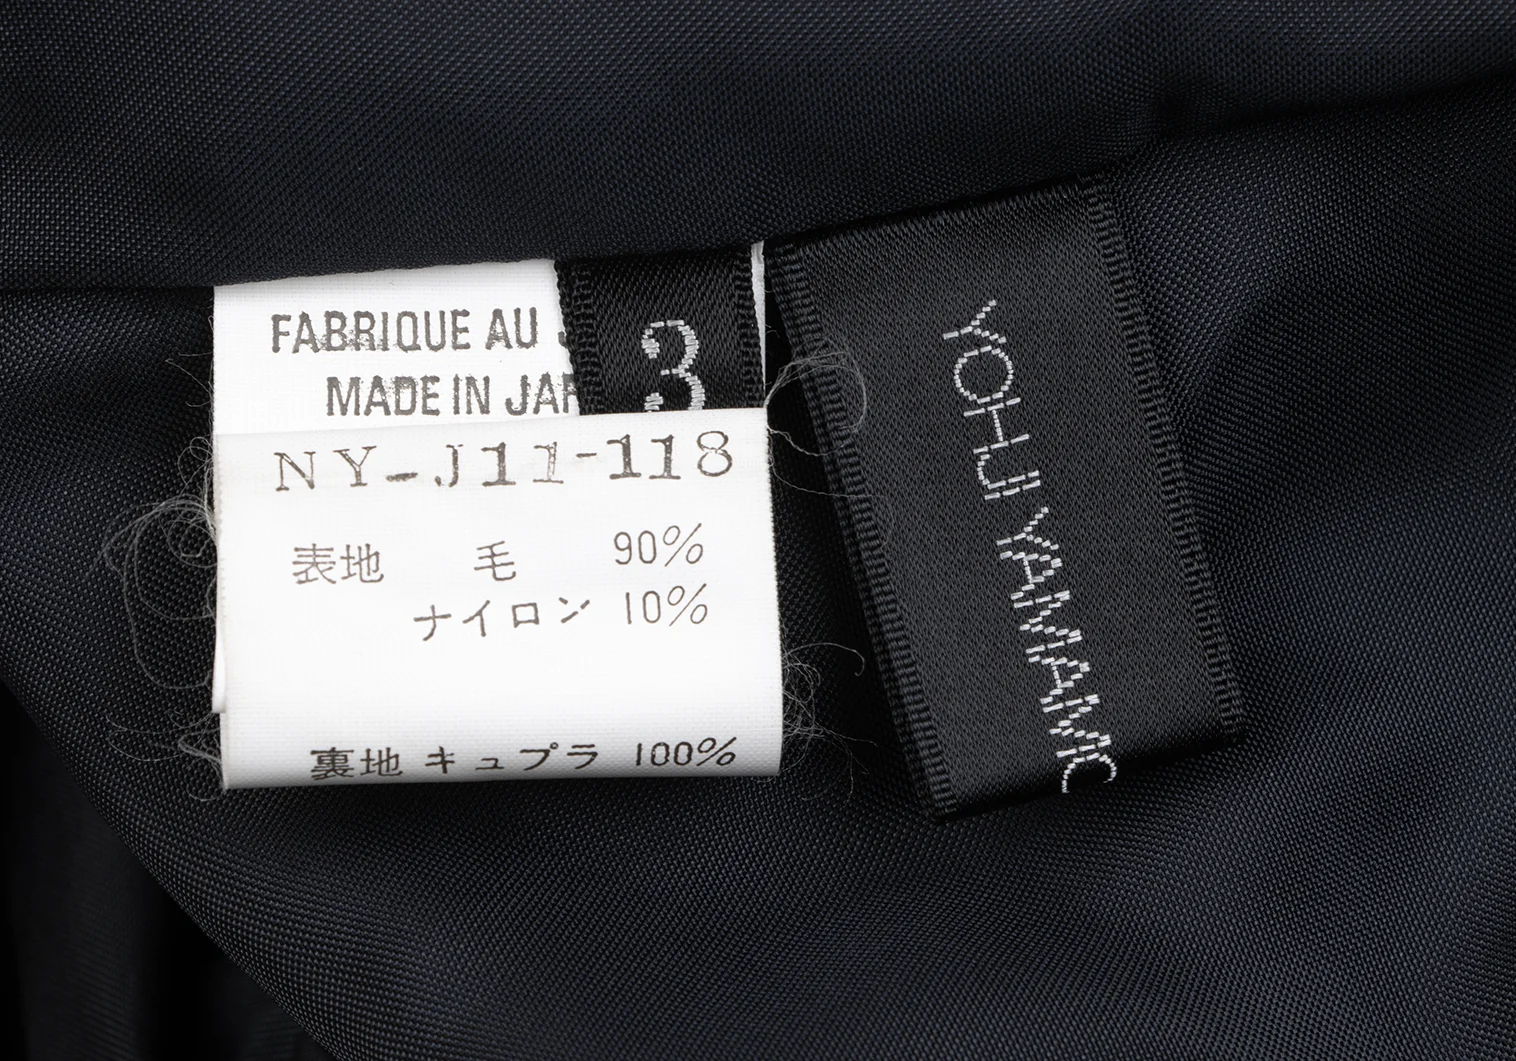 FABRIQUE AU J
MADE IN JAP
3
NY-J11-118
表地 毛 90%
ナイロン 10%
裏地 キュプラ 100%
YOHJI YAMAMO